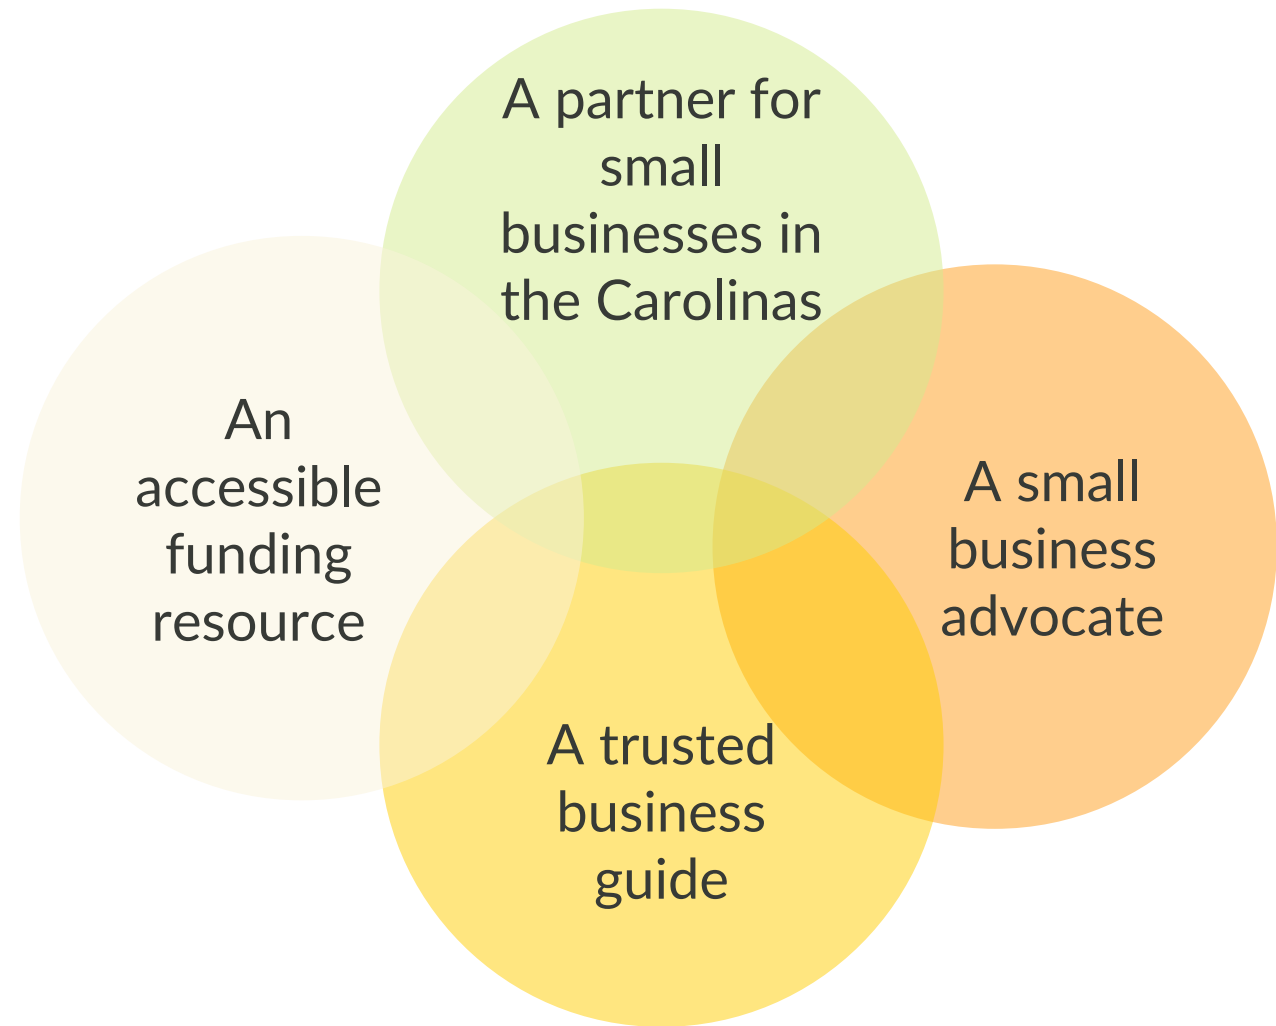 A partner for
small
businesses in
the Carolinas
An
accessible
funding
resource
A small
business
advocate
A trusted
business
guide